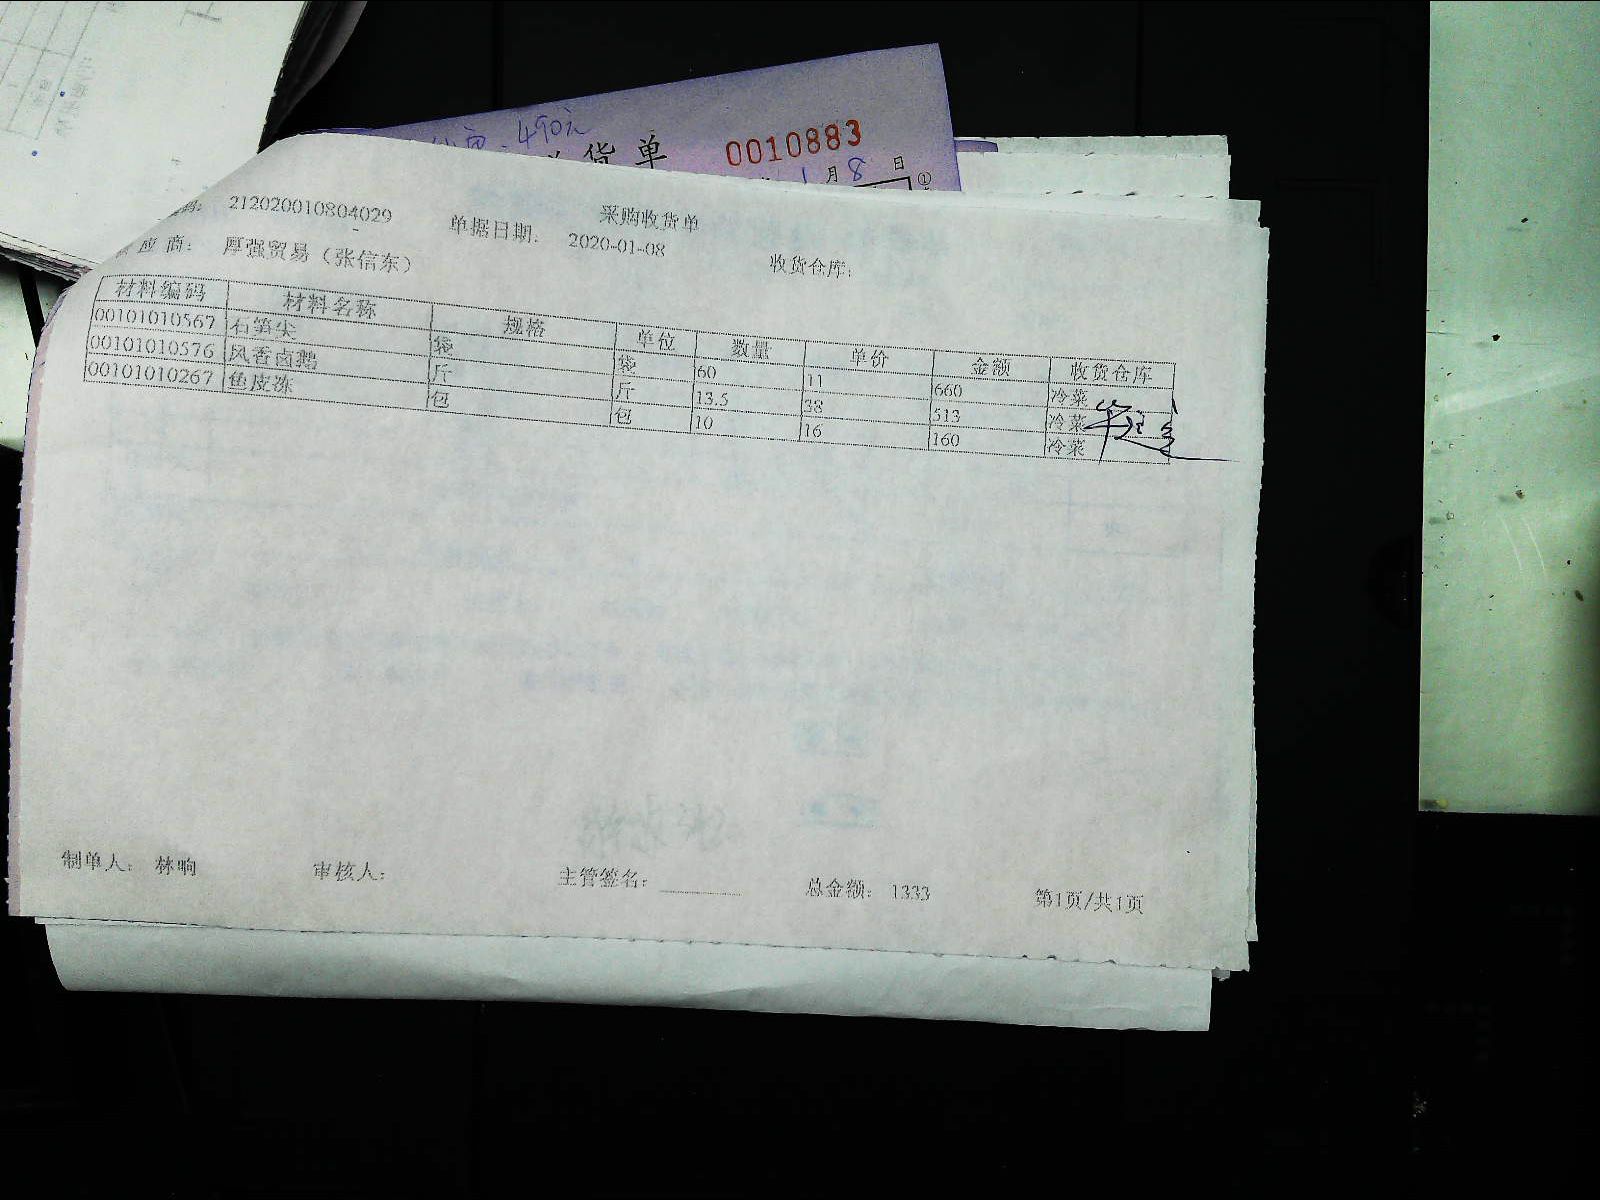 490元
货单 0010883
1月8日 ①
码: 212020010804029 单据日期: 2020-01-08 采购收货单
应商: 厚强贸易（张信东） 收货仓库:
材料编码 材料名称 规格 单位 数量 单价 金额 收货仓库
00101010567 石笋尖 袋 袋 60 11 660 冷菜
00101010576 风香卤鹅 斤 斤 13.5 38 513 冷菜
00101010267 鱼皮冻 包 包 10 16 160 冷菜
制单人: 林响 审核人: 主管签名: 总金额: 1333 第1页/共1页